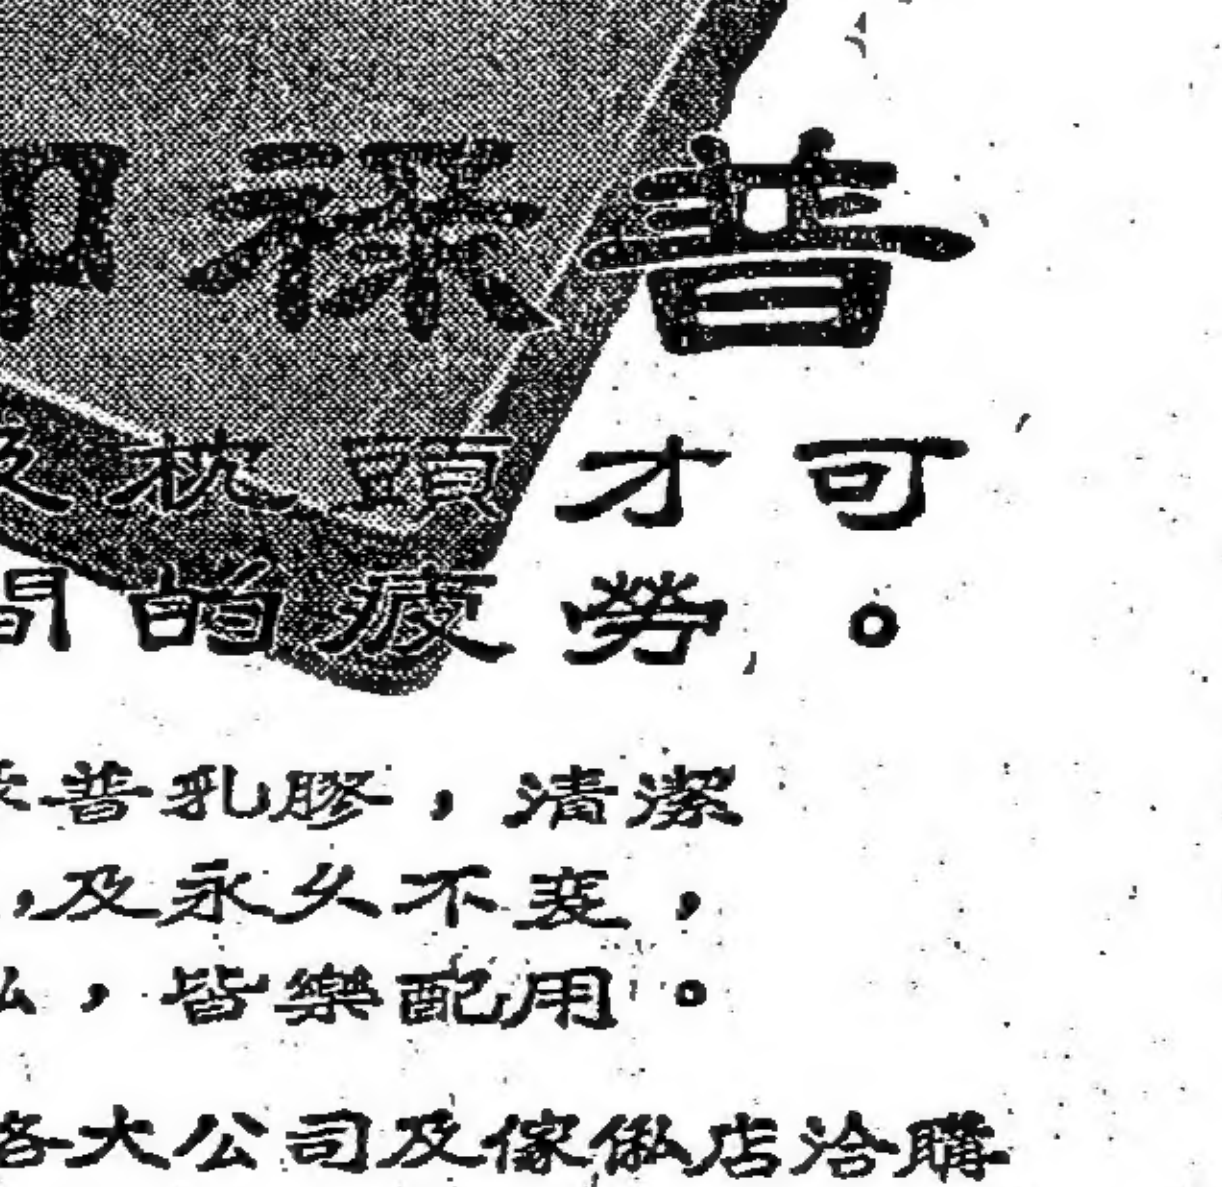 祿普
枕頭才可
間的疲勞。
普乳膠，清潔
，及永久不變，
，皆樂配用。
各大公司及傢俬店洽購